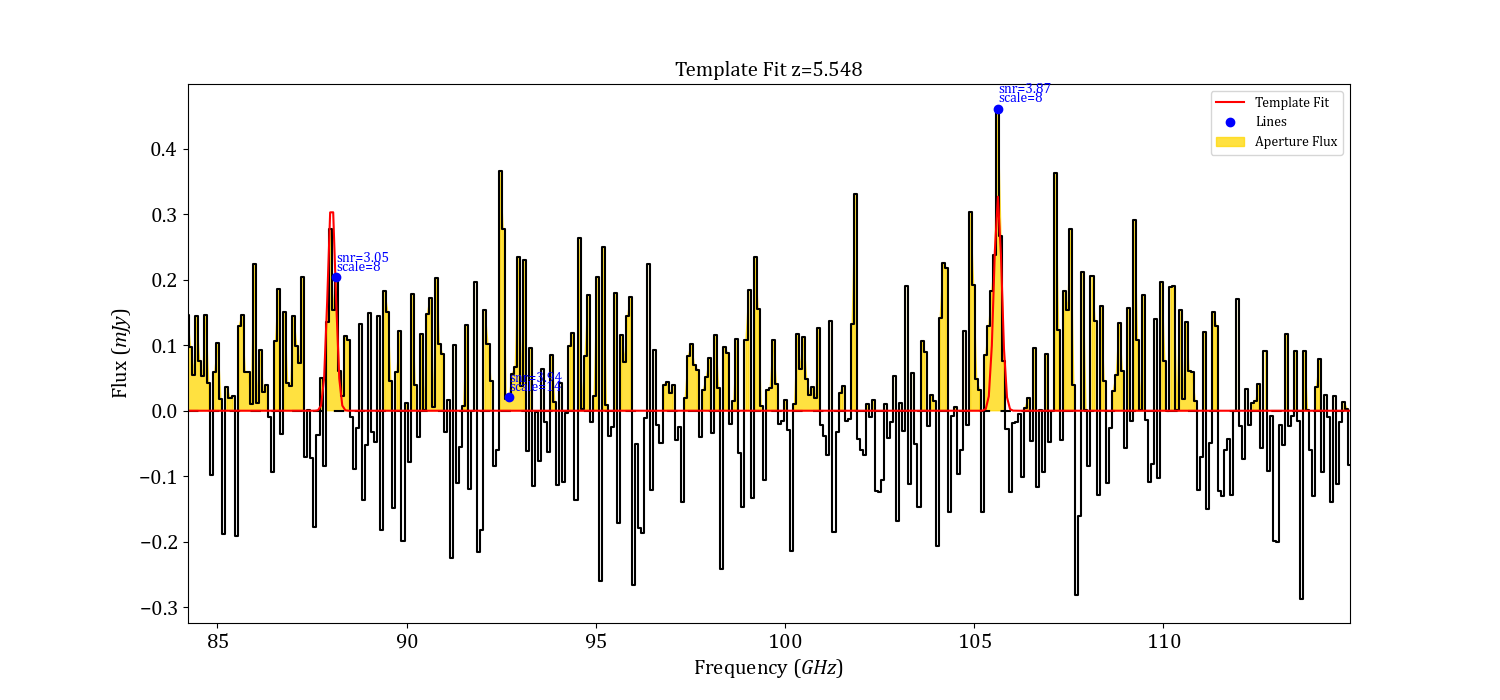 Template Fit z=5.548
snr=3.87
scale=8
Template Fit
Lines
Aperture Flux
snr=3.05
scale=8
scale=14
0.4
0.3
0.2
0.1
0.0
−0.1
−0.2
−0.3
Flux (mJy)
85
90
95
100
105
110
Frequency (GHz)